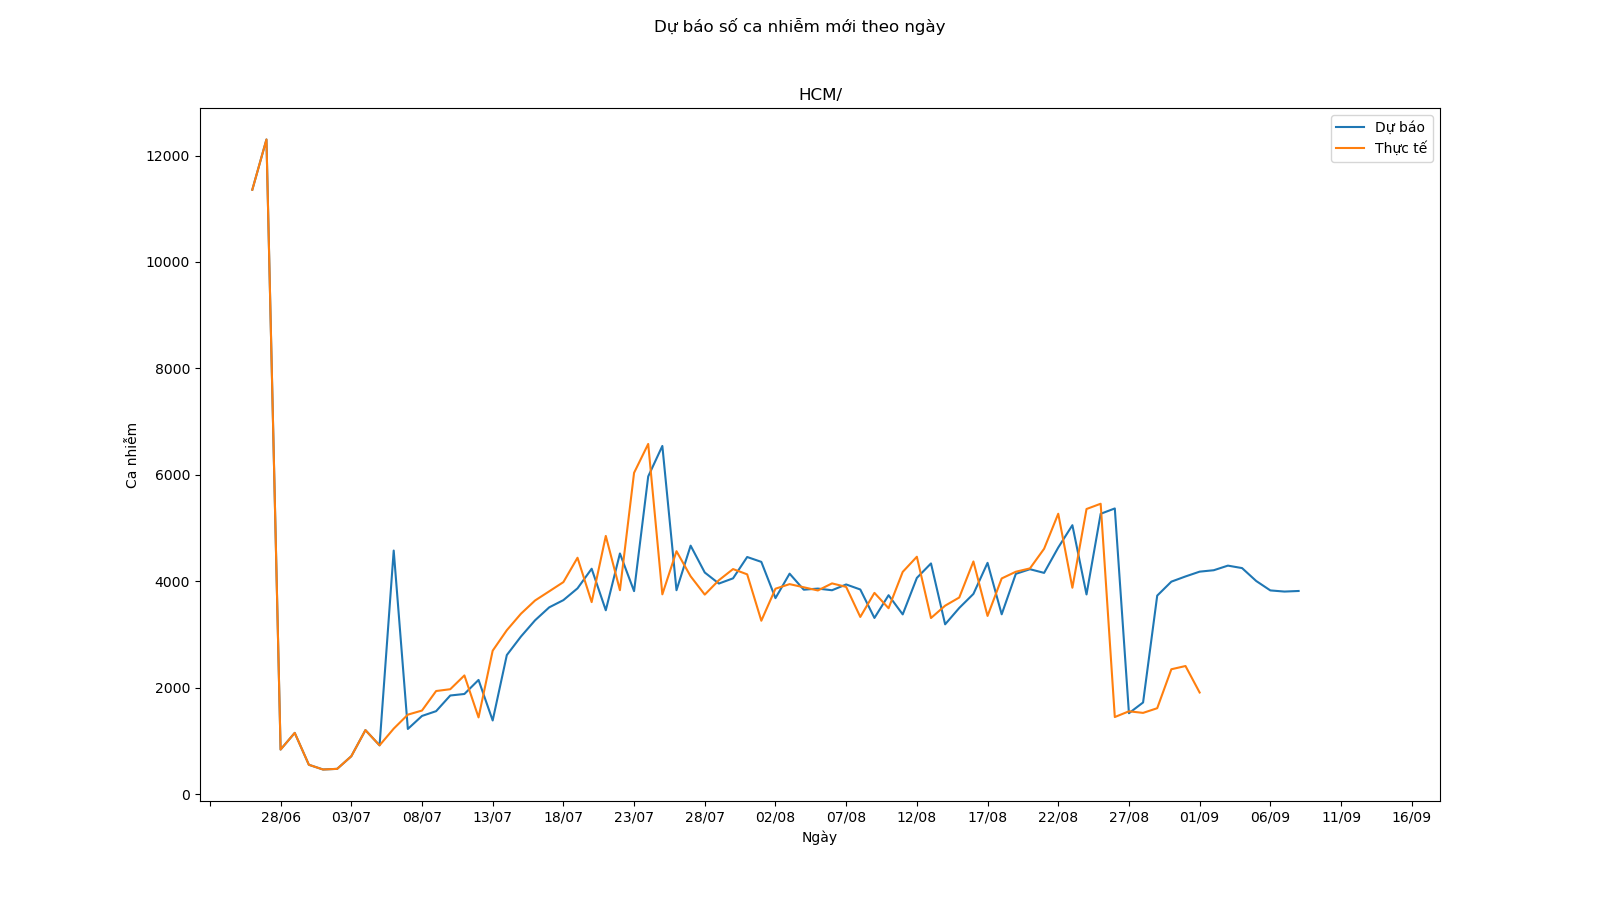 Dự báo số ca nhiễm mới theo ngày
HCM/
Dự báo
Thực tế
Ca nhiễm
12000
10000
8000
6000
4000
2000
0
28/06 03/07 08/07 13/07 18/07 23/07 28/07 02/08 07/08 12/08 17/08 22/08 27/08 01/09 06/09 11/09 16/09
Ngày